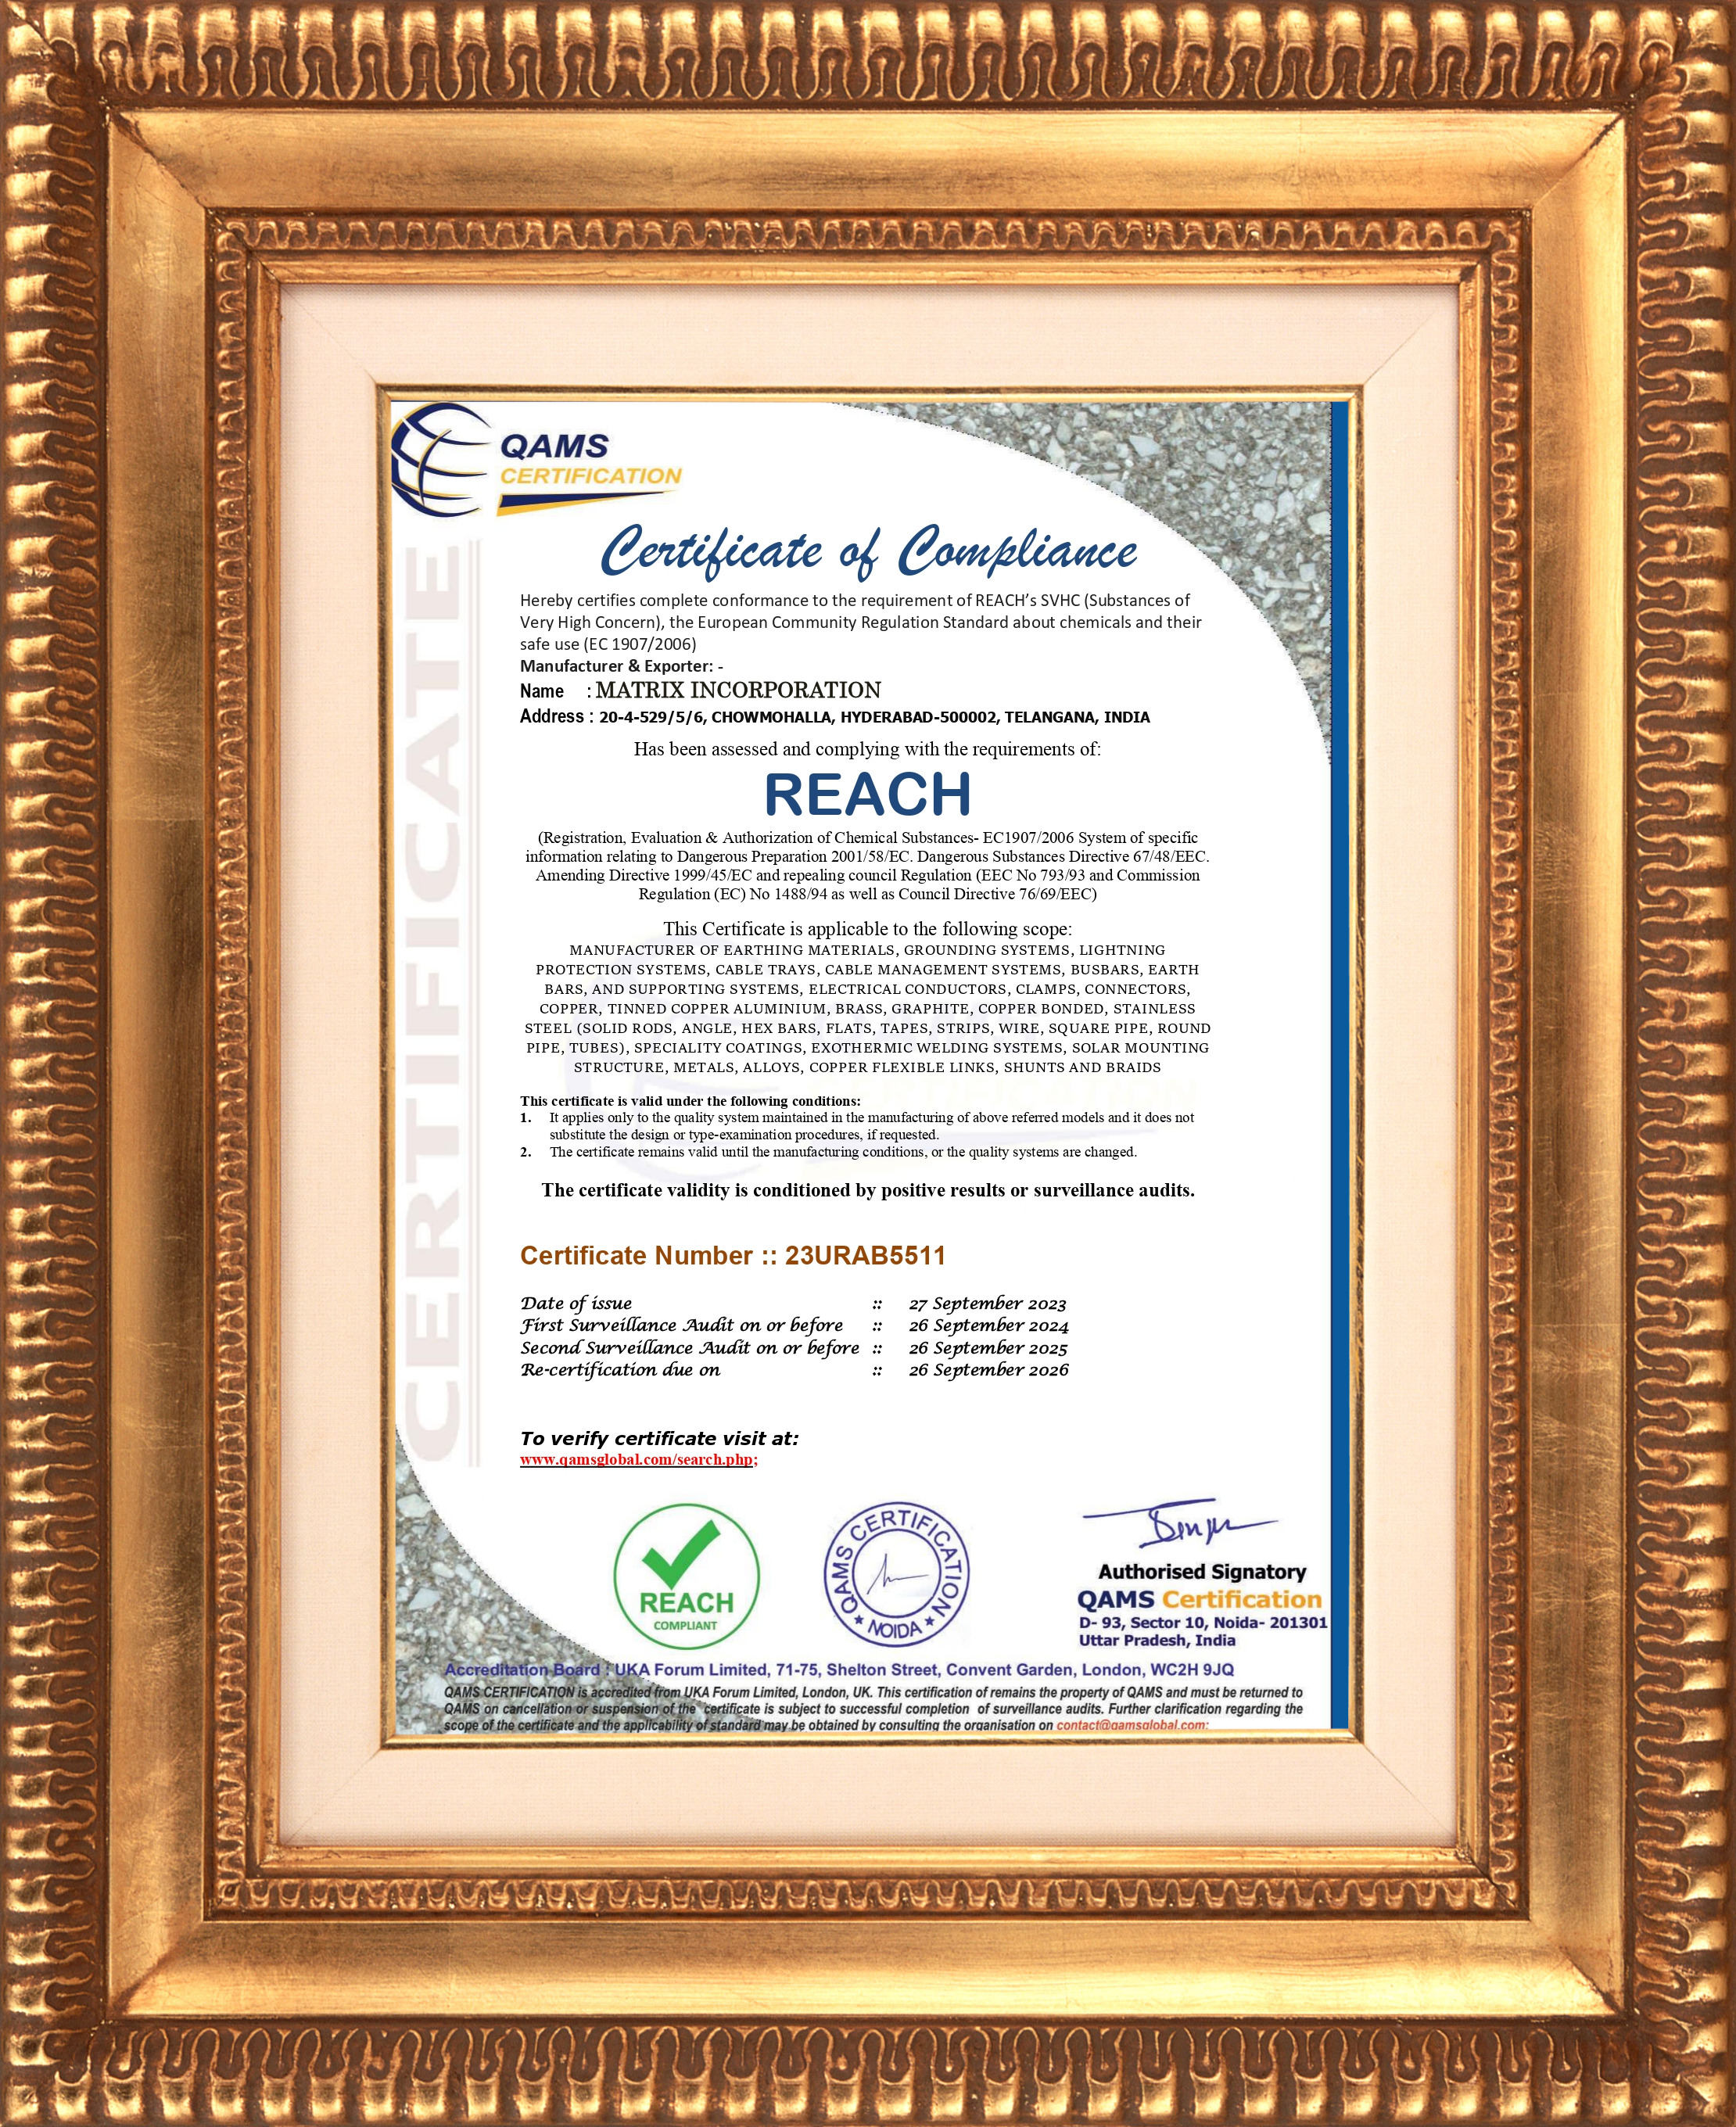 QAMS
CERTIFICATION
CERTIFICATE
Certificate of Compliance
Hereby certifies complete conformance to the requirement of REACH’s SVHC (Substances of
Very High Concern), the European Community Regulation Standard about chemicals and their
safe use (EC 1907/2006)
Manufacturer & Exporter: -
Name : MATRIX INCORPORATION
Address : 20-4-529/5/6, CHOWMOHALLA, HYDERABAD-500002, TELANGANA, INDIA
Has been assessed and complying with the requirements of:
REACH
(Registration, Evaluation & Authorization of Chemical Substances- EC1907/2006 System of specific
information relating to Dangerous Preparation 2001/58/EC. Dangerous Substances Directive 67/48/EEC.
Amending Directive 1999/45/EC and repealing council Regulation (EEC No 793/93 and Commission
Regulation (EC) No 1488/94 as well as Council Directive 76/69/EEC)
This Certificate is applicable to the following scope:
MANUFACTURER OF EARTHING MATERIALS, GROUNDING SYSTEMS, LIGHTNING
PROTECTION SYSTEMS, CABLE TRAYS, CABLE MANAGEMENT SYSTEMS, BUSBARS, EARTH
BARS, AND SUPPORTING SYSTEMS, ELECTRICAL CONDUCTORS, CLAMPS, CONNECTORS,
COPPER, TINNED COPPER ALUMINIUM, BRASS, GRAPHITE, COPPER BONDED, STAINLESS
STEEL (SOLID RODS, ANGLE, HEX BARS, FLATS, TAPES, STRIPS, WIRE, SQUARE PIPE, ROUND
PIPE, TUBES), SPECIALITY COATINGS, EXOTHERMIC WELDING SYSTEMS, SOLAR MOUNTING
STRUCTURE, METALS, ALLOYS, COPPER FLEXIBLE LINKS, SHUNTS AND BRAIDS
This certificate is valid under the following conditions:
1. It applies only to the quality system maintained in the manufacturing of above referred models and it does not
substitute the design or type-examination procedures, if requested.
2. The certificate remains valid until the manufacturing conditions, or the quality systems are changed.
The certificate validity is conditioned by positive results or surveillance audits.
Certificate Number :: 23URAB5511
Date of issue :: 27 September 2023
First Surveillance Audit on or before :: 26 September 2024
Second Surveillance Audit on or before :: 26 September 2025
Re-certification due on :: 26 September 2026
To verify certificate visit at:
www.qamsglobal.com/search.php;
REACH
COMPLIANT
QAMS CERTIFICATION
★ NOIDA ★
Authorised Signatory
QAMS Certification
D- 93, Sector 10, Noida- 201301
Uttar Pradesh, India
Accreditation Board : UKA Forum Limited, 71-75, Shelton Street, Convent Garden, London, WC2H 9JQ
QAMS CERTIFICATION is accredited from UKA Forum Limited, London, UK. This certification of remains the property of QAMS and must be returned to
QAMS on cancellation or suspension of the certificate is subject to successful completion of surveillance audits. Further clarification regarding the
scope of the certificate and the applicability of standard may be obtained by consulting the organisation on contact@qamsglobal.com;